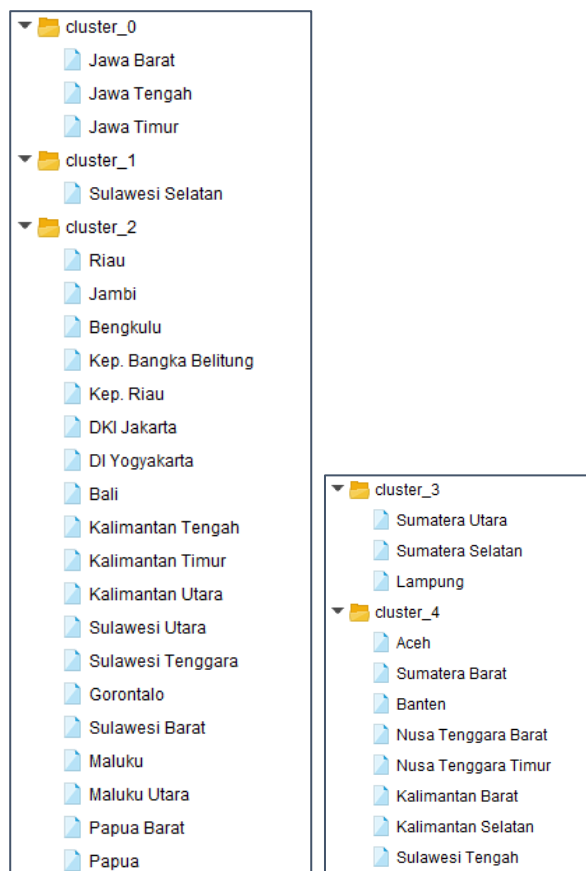 cluster_0
Jawa Barat
Jawa Tengah
Jawa Timur
cluster_1
Sulawesi Selatan
cluster_2
Riau
Jambi
Bengkulu
Kep. Bangka Belitung
Kep. Riau
DKI Jakarta
DI Yogyakarta
Bali
Kalimantan Tengah
Kalimantan Timur
Kalimantan Utara
Sulawesi Utara
Sulawesi Tenggara
Gorontalo
Sulawesi Barat
Maluku
Maluku Utara
Papua Barat
Papua
cluster_3
Sumatera Utara
Sumatera Selatan
Lampung
cluster_4
Aceh
Sumatera Barat
Banten
Nusa Tenggara Barat
Nusa Tenggara Timur
Kalimantan Barat
Kalimantan Selatan
Sulawesi Tengah